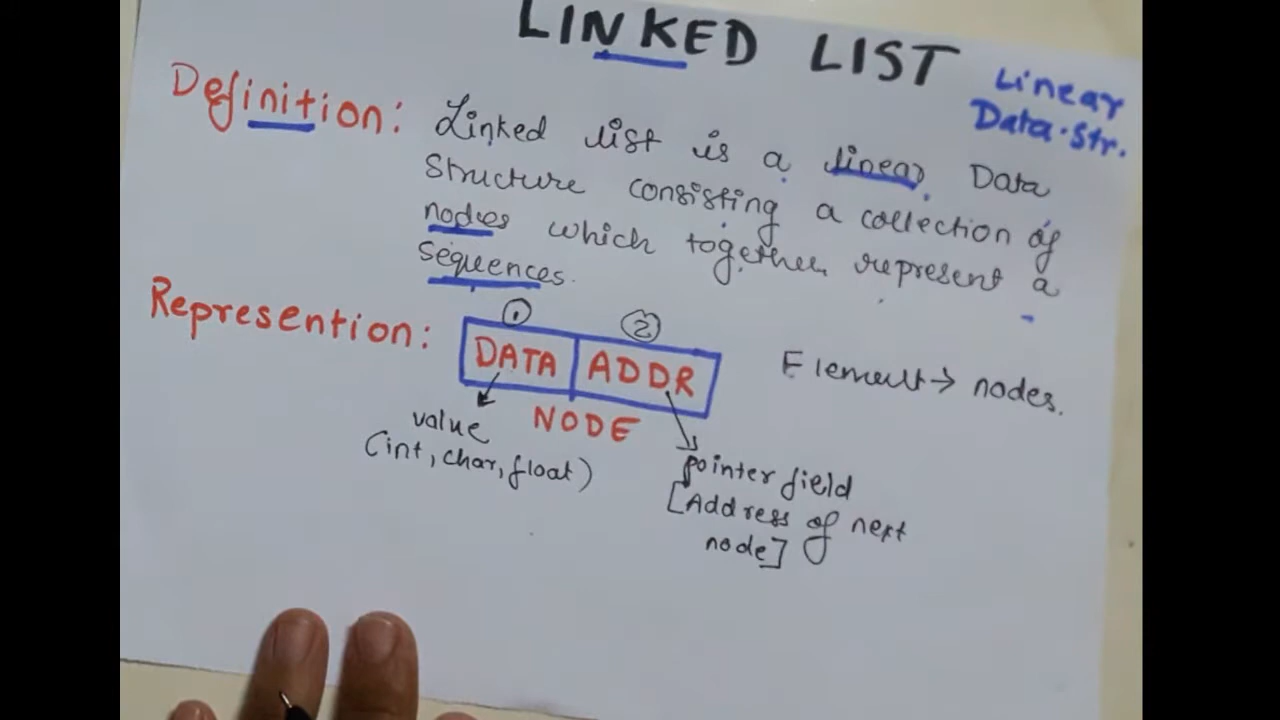 LINKED LIST
Linear
Data.Str.
Definition: Linked list is a linear Data
Structure consisting a collection of
nodes which together represent a
sequences.
Represention:
① ②
DATA ADDR
NODE
Element → nodes.
value
(int, char, float)
pointer field
[Address of next
node]